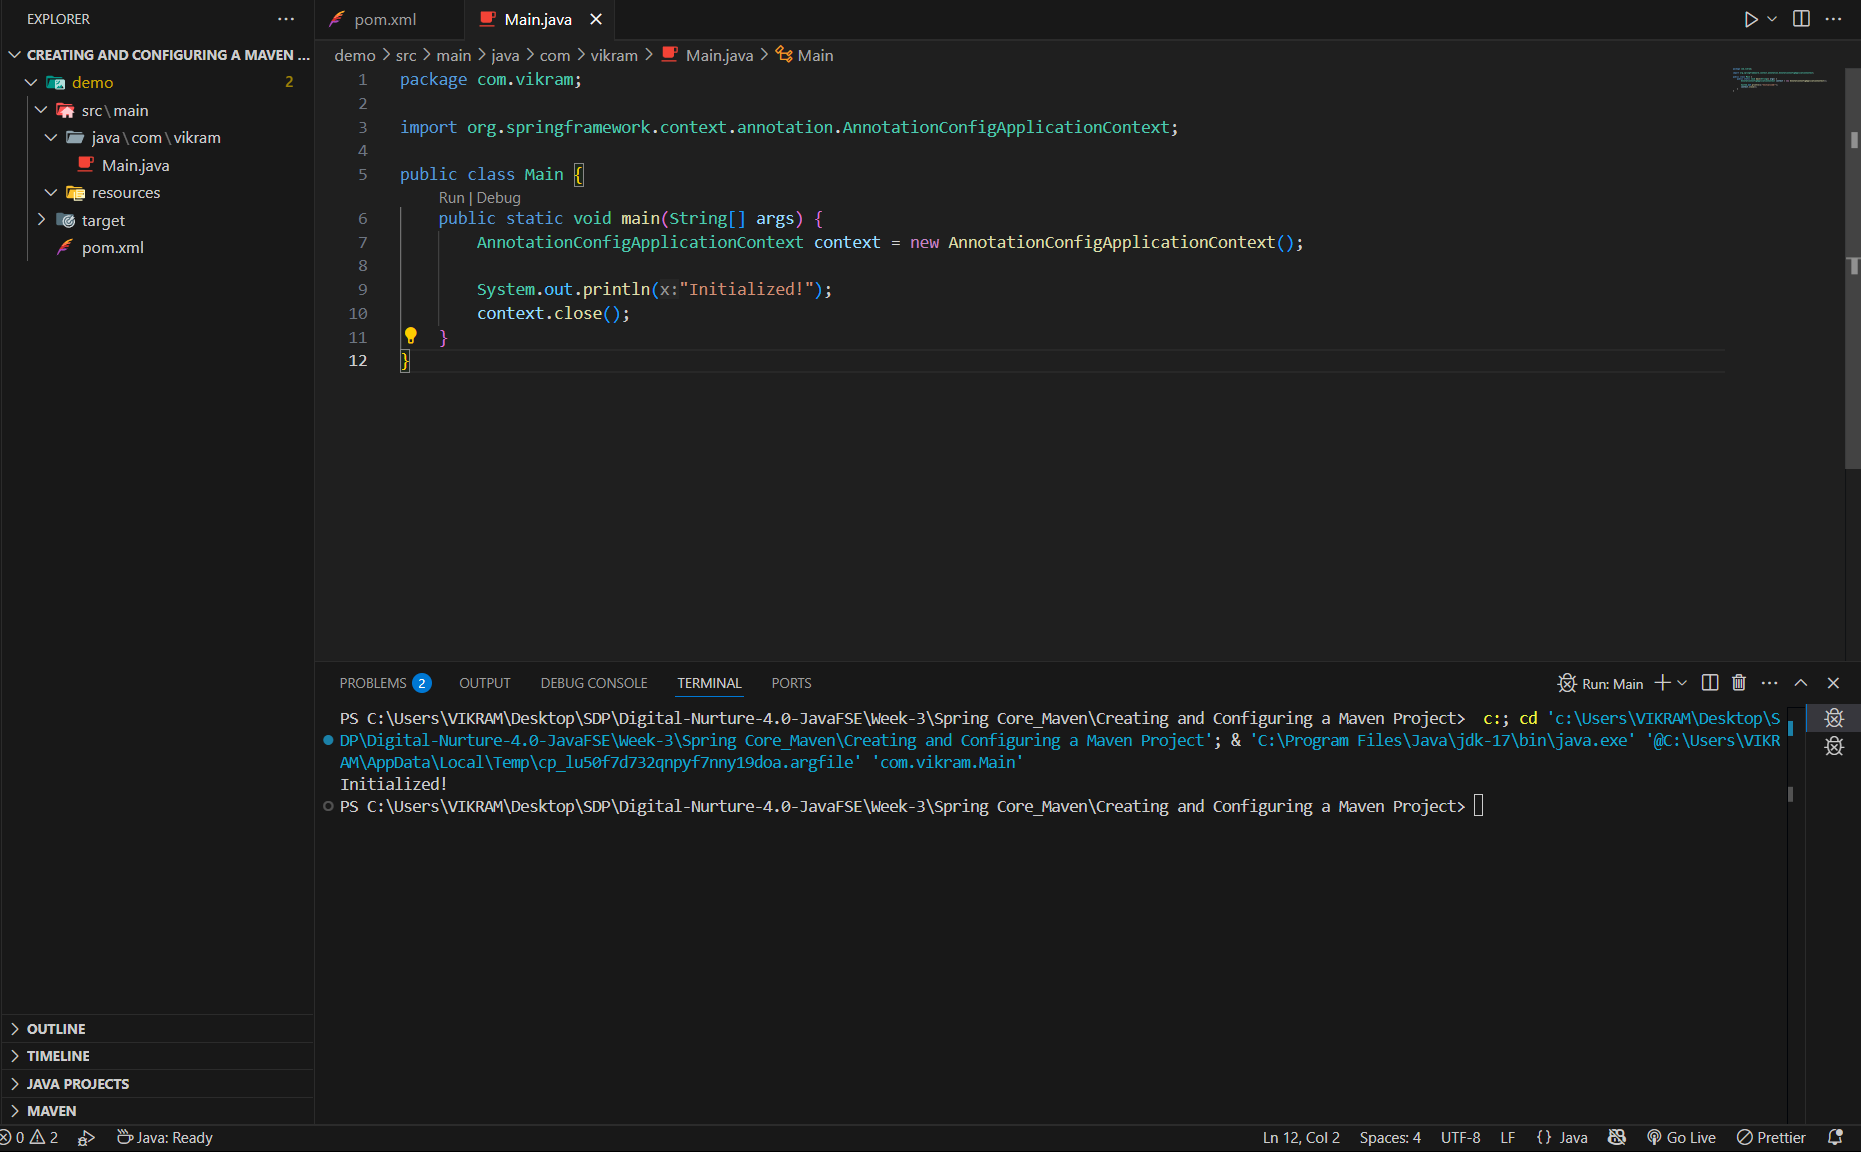 EXPLORER
CREATING AND CONFIGURING A MAVEN ...
demo 2
src\main
java\com\vikram
Main.java
resources
target
pom.xml
OUTLINE
TIMELINE
JAVA PROJECTS
MAVEN
pom.xml Main.java
demo > src > main > java > com > vikram > Main.java > Main
1 package com.vikram;
2
3 import org.springframework.context.annotation.AnnotationConfigApplicationContext;
4
5 public class Main {
Run | Debug
6 public static void main(String[] args) {
7 AnnotationConfigApplicationContext context = new AnnotationConfigApplicationContext();
8
9 System.out.println(x:"Initialized!");
10 context.close();
11 }
12 }
PROBLEMS 2 OUTPUT DEBUG CONSOLE TERMINAL PORTS Run: Main
PS C:\Users\VIKRAM\Desktop\SDP\Digital-Nurture-4.0-JavaFSE\Week-3\Spring Core_Maven\Creating and Configuring a Maven Project>  c:; cd 'c:\Users\VIKRAM\Desktop\S
DP\Digital-Nurture-4.0-JavaFSE\Week-3\Spring Core_Maven\Creating and Configuring a Maven Project'; & 'C:\Program Files\Java\jdk-17\bin\java.exe' '@C:\Users\VIKR
AM\AppData\Local\Temp\cp_lu50f7d732qnpyf7nny19doa.argfile' 'com.vikram.Main'
Initialized!
PS C:\Users\VIKRAM\Desktop\SDP\Digital-Nurture-4.0-JavaFSE\Week-3\Spring Core_Maven\Creating and Configuring a Maven Project>
0 2 Java: Ready Ln 12, Col 2 Spaces: 4 UTF-8 LF {} Java Go Live Prettier